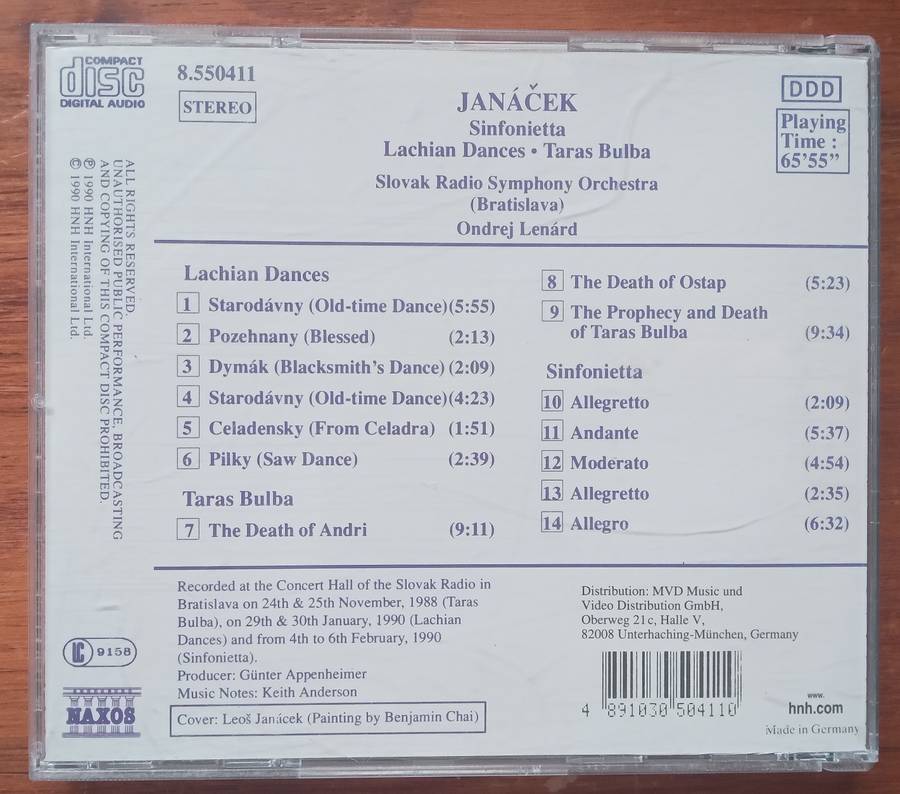 COMPACT
disc
DIGITAL AUDIO
8.550411
STEREO
DDD
Playing
Time :
65’55”
JANÁČEK
Sinfonietta
Lachian Dances • Taras Bulba
Slovak Radio Symphony Orchestra
(Bratislava)
Ondrej Lenárd
ALL RIGHTS RESERVED.
UNAUTHORISED PUBLIC PERFORMANCE, BROADCASTING
AND COPYING OF THIS COMPACT DISC PROHIBITED.
℗ 1990 HNH International Ltd.
© 1990 HNH International Ltd.
Lachian Dances
1 Starodávny (Old-time Dance)(5:55)
2 Pozehnany (Blessed) (2:13)
3 Dymák (Blacksmith’s Dance) (2:09)
4 Starodávny (Old-time Dance)(4:23)
5 Celadensky (From Celadra) (1:51)
6 Pilky (Saw Dance) (2:39)
Taras Bulba
7 The Death of Andri (9:11)
8 The Death of Ostap (5:23)
9 The Prophecy and Death
of Taras Bulba (9:34)
Sinfonietta
10 Allegretto (2:09)
11 Andante (5:37)
12 Moderato (4:54)
13 Allegretto (2:35)
14 Allegro (6:32)
Recorded at the Concert Hall of the Slovak Radio in
Bratislava on 24th & 25th November, 1988 (Taras
Bulba), on 29th & 30th January, 1990 (Lachian
Dances) and from 4th to 6th February, 1990
(Sinfonietta).
Producer: Günter Appenheimer
Music Notes: Keith Anderson
Cover: Leoš Janácek (Painting by Benjamin Chai)
LC 9158
NAXOS
Distribution: MVD Music und
Video Distribution GmbH,
Oberweg 21c, Halle V,
82008 Unterhaching-München, Germany
4 891030 504110
www.
hnh.com
Made in Germany